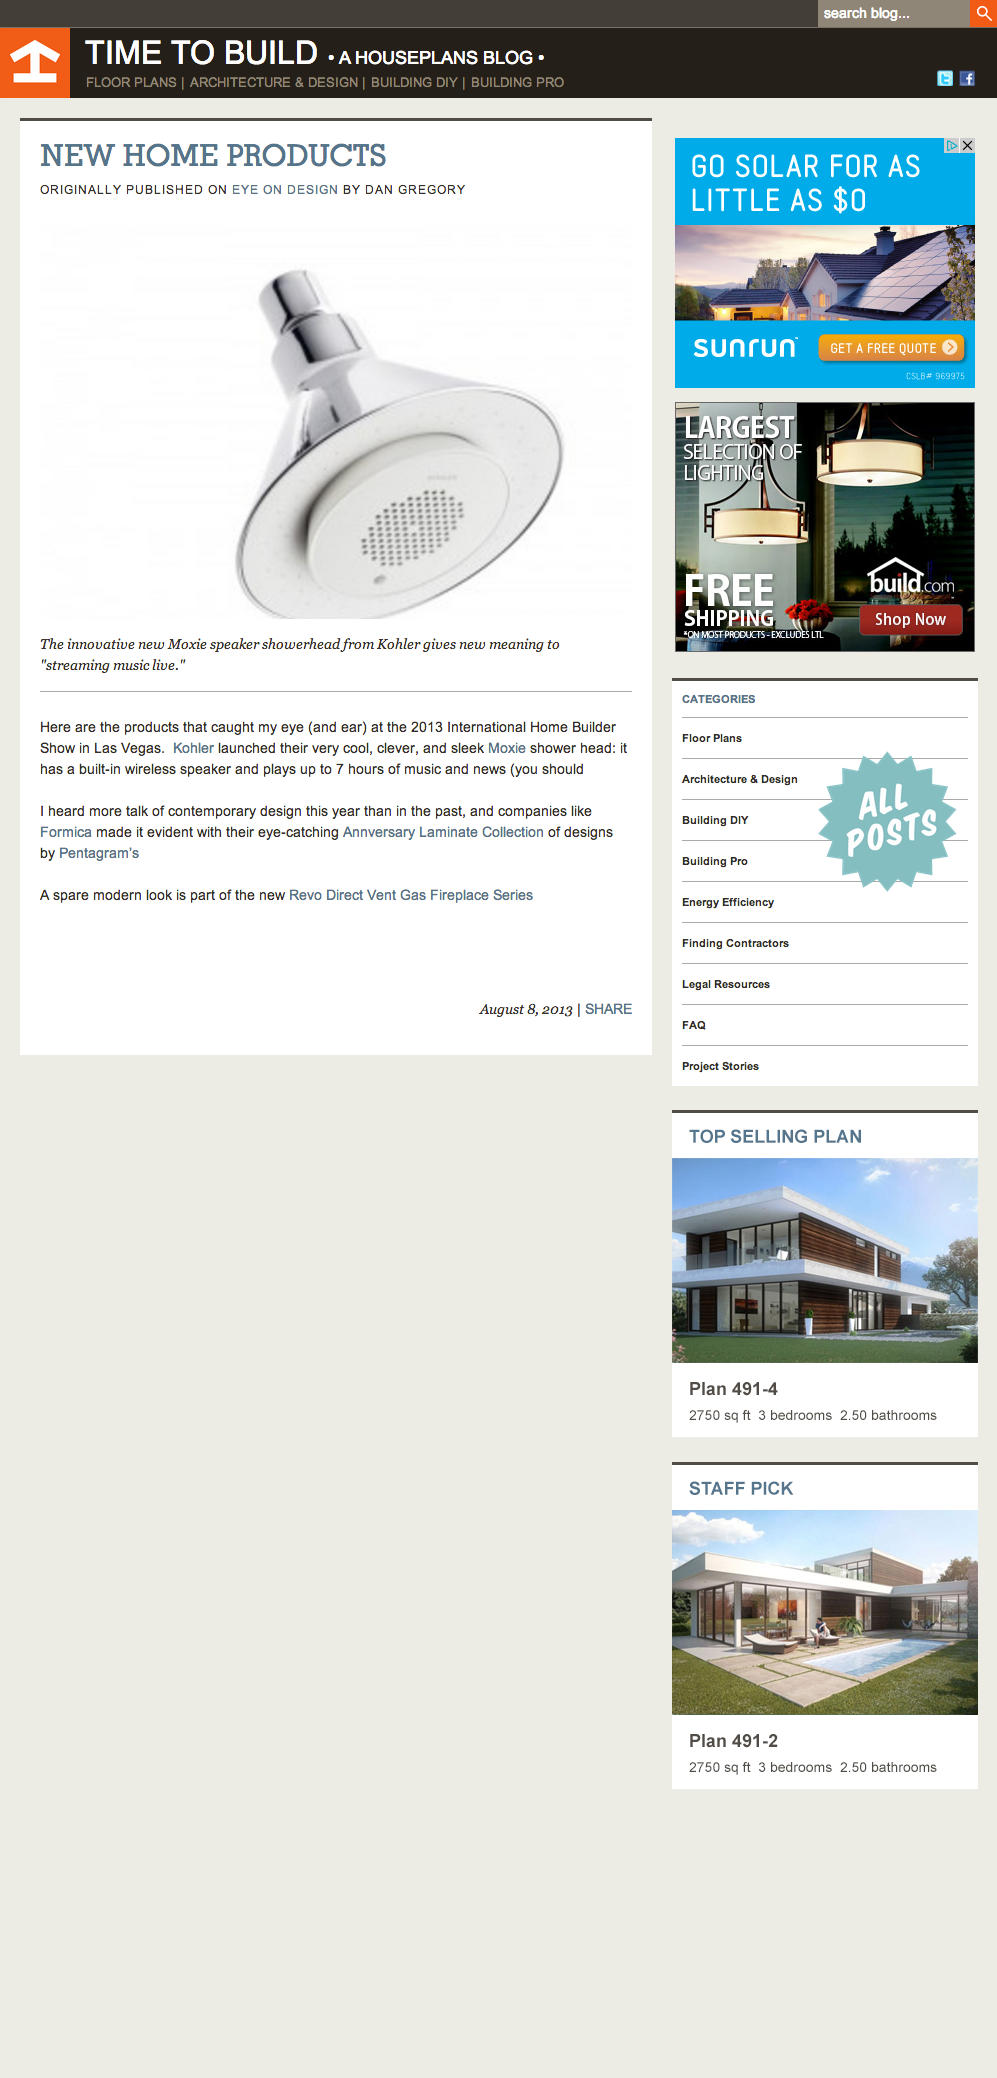 search blog...
TIME TO BUILD • A HOUSEPLANS BLOG •
FLOOR PLANS | ARCHITECTURE & DESIGN | BUILDING DIY | BUILDING PRO
NEW HOME PRODUCTS
ORIGINALLY PUBLISHED ON EYE ON DESIGN BY DAN GREGORY
The innovative new Moxie speaker showerhead from Kohler gives new meaning to
"streaming music live."
Here are the products that caught my eye (and ear) at the 2013 International Home Builder
Show in Las Vegas.  Kohler launched their very cool, clever, and sleek Moxie shower head: it
has a built-in wireless speaker and plays up to 7 hours of music and news (you should
I heard more talk of contemporary design this year than in the past, and companies like
Formica made it evident with their eye-catching Annversary Laminate Collection of designs
by Pentagram's
A spare modern look is part of the new Revo Direct Vent Gas Fireplace Series
August 8, 2013 | SHARE
GO SOLAR FOR AS
LITTLE AS $0
sunrun
GET A FREE QUOTE
CSLB# 969975
LARGEST
SELECTION OF
LIGHTING
FREE
SHIPPING
*ON MOST PRODUCTS - EXCLUDES LTL
build.com
Shop Now
CATEGORIES
Floor Plans
Architecture & Design
Building DIY
Building Pro
Energy Efficiency
Finding Contractors
Legal Resources
FAQ
Project Stories
ALL
POSTS
TOP SELLING PLAN
Plan 491-4
2750 sq ft  3 bedrooms  2.50 bathrooms
STAFF PICK
Plan 491-2
2750 sq ft  3 bedrooms  2.50 bathrooms